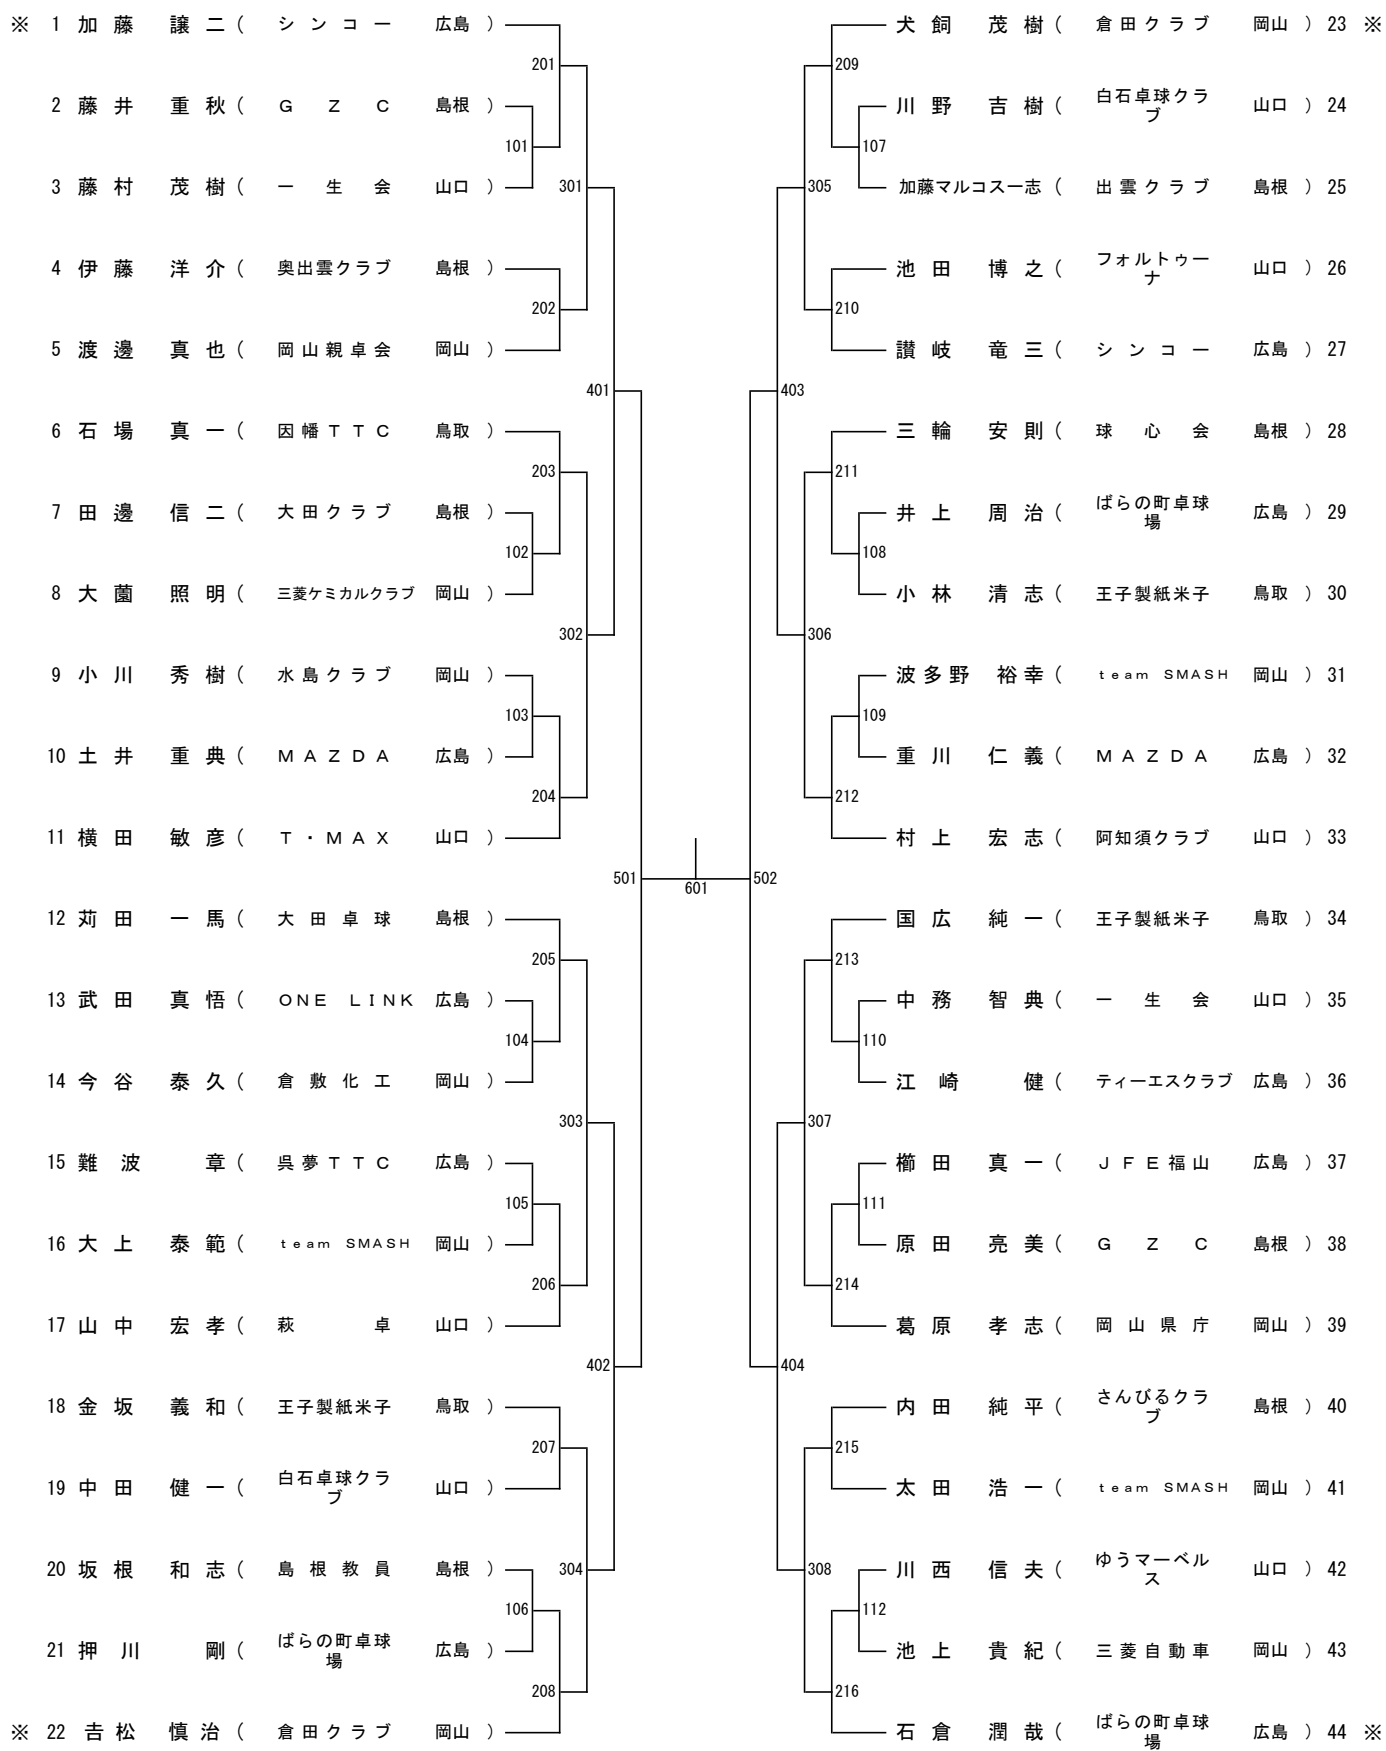 ※ 1 加藤 譲二 ( シンコー 広島 )
201
2 藤井 重秋 ( GZC 島根 )
101
3 藤村 茂樹 ( 一生会 山口 )
301
4 伊藤 洋介 ( 奥出雲クラブ 島根 )
202
5 渡邊 真也 ( 岡山親卓会 岡山 )
401
6 石場 真一 ( 因幡TTC 鳥取 )
203
7 田邊 信二 ( 大田クラブ 島根 )
102
8 大薗 照明 ( 三菱ケミカルクラブ 岡山 )
302
9 小川 秀樹 ( 水島クラブ 岡山 )
103
10 土井 重典 ( MAZDA 広島 )
204
11 横田 敏彦 ( T・MAX 山口 )
501
601
12 苅田 一馬 ( 大田卓球 島根 )
205
13 武田 真悟 ( ONE LINK 広島 )
104
14 今谷 泰久 ( 倉敷化工 岡山 )
303
15 難波 章 ( 呉夢TTC 広島 )
105
16 大上 泰範 ( team SMASH 岡山 )
206
17 山中 宏孝 ( 萩卓 山口 )
402
18 金坂 義和 ( 王子製紙米子 鳥取 )
207
19 中田 健一 ( 白石卓球クラ
ブ 山口 )
20 坂根 和志 ( 島根教員 島根 )
304
106
21 押川 剛 ( ばらの町卓球
場 広島 )
208
※ 22 吉松 慎治 ( 倉田クラブ 岡山 )
犬飼 茂樹 ( 倉田クラブ 岡山 ) 23 ※
209
川野 吉樹 ( 白石卓球クラ
ブ 山口 ) 24
107
加藤マルコス一志 ( 出雲クラブ 島根 ) 25
305
池田 博之 ( フォルトゥー
ナ 山口 ) 26
210
讃岐 竜三 ( シンコー 広島 ) 27
403
三輪 安則 ( 球心会 島根 ) 28
211
井上 周治 ( ばらの町卓球
場 広島 ) 29
108
小林 清志 ( 王子製紙米子 鳥取 ) 30
306
波多野 裕幸 ( team SMASH 岡山 ) 31
109
重川 仁義 ( MAZDA 広島 ) 32
212
村上 宏志 ( 阿知須クラブ 山口 ) 33
502
国広 純一 ( 王子製紙米子 鳥取 ) 34
213
中務 智典 ( 一生会 山口 ) 35
110
江崎 健 ( ティーエスクラブ 広島 ) 36
307
櫛田 真一 ( JFE福山 広島 ) 37
111
原田 亮美 ( GZC 島根 ) 38
214
葛原 孝志 ( 岡山県庁 岡山 ) 39
404
内田 純平 ( さんびるクラ
ブ 島根 ) 40
215
太田 浩一 ( team SMASH 岡山 ) 41
川西 信夫 ( ゆうマーベル
ス 山口 ) 42
308
112
池上 貴紀 ( 三菱自動車 岡山 ) 43
216
石倉 潤哉 ( ばらの町卓球
場 広島 ) 44 ※